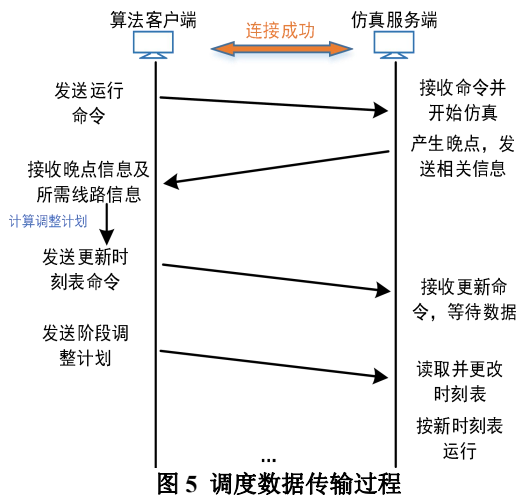 算法客户端
仿真服务端
连接成功
发送运行
命令
接收命令并
开始仿真
产生晚点，发
送相关信息
接收晚点信息及
所需线路信息
计算调整计划
发送更新时
刻表命令
接收更新命
令，等待数据
发送阶段调
整计划
读取并更改
时刻表
按新时刻表
运行
...
图 5 调度数据传输过程